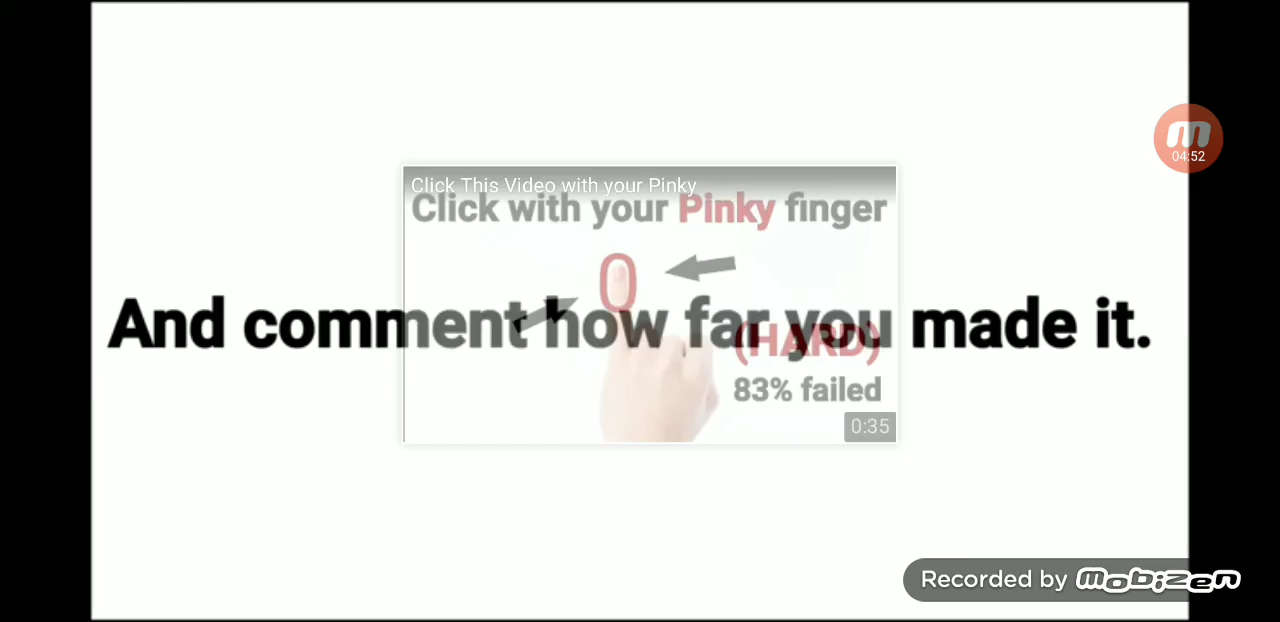 04:52
Click This Video with your Pinky
Click with your Pinky finger
And comment how far you made it.
(HARD)
83% failed
0:35
Recorded by mobizen